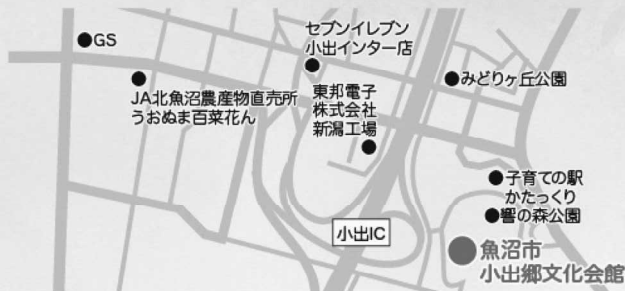 GS
JA北魚沼農産物直売所
うおぬま百菜花ん
セブンイレブン
小出インター店
東邦電子
株式会社
新潟工場
みどりヶ丘公園
子育ての駅
かたっくり
響の森公園
小出IC
魚沼市
小出郷文化会館